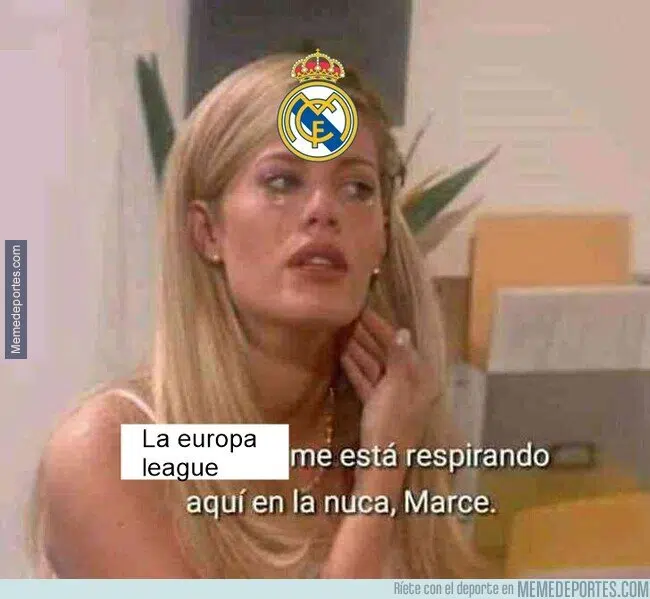 Memedeportes.com
La europa
league
me está respirando
aquí en la nuca, Marce.
Ríete con el deporte en MEMEDEPORTES.COM